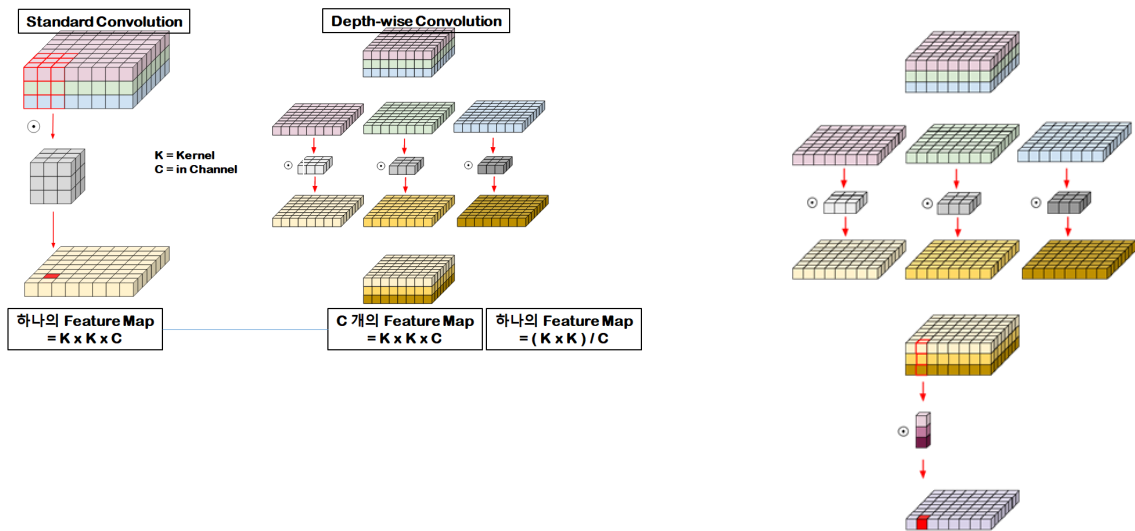 Standard Convolution
Depth-wise Convolution
K = Kernel
C = in Channel
하나의 Feature Map
= K x K x C
C 개의 Feature Map
= K x K x C
하나의 Feature Map
= ( K x K ) / C